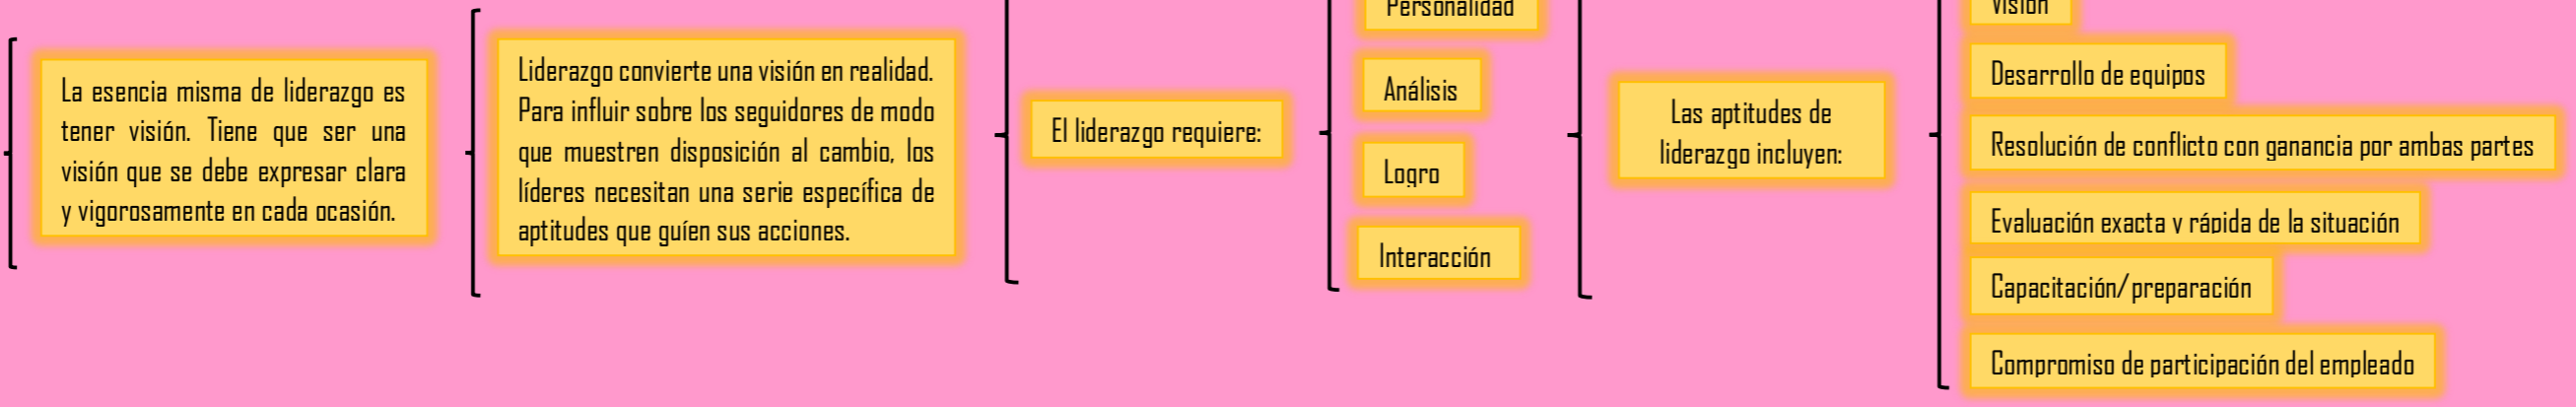 La esencia misma de liderazgo es
tener visión. Tiene que ser una
visión que se debe expresar clara
y vigorosamente en cada ocasión.
Liderazgo convierte una visión en realidad.
Para influir sobre los seguidores de modo
que muestren disposición al cambio, los
líderes necesitan una serie específica de
aptitudes que guíen sus acciones.
El liderazgo requiere:
Personalidad
Análisis
Logro
Interacción
Las aptitudes de
liderazgo incluyen:
Visión
Desarrollo de equipos
Resolución de conflicto con ganancia por ambas partes
Evaluación exacta y rápida de la situación
Capacitación/preparación
Compromiso de participación del empleado